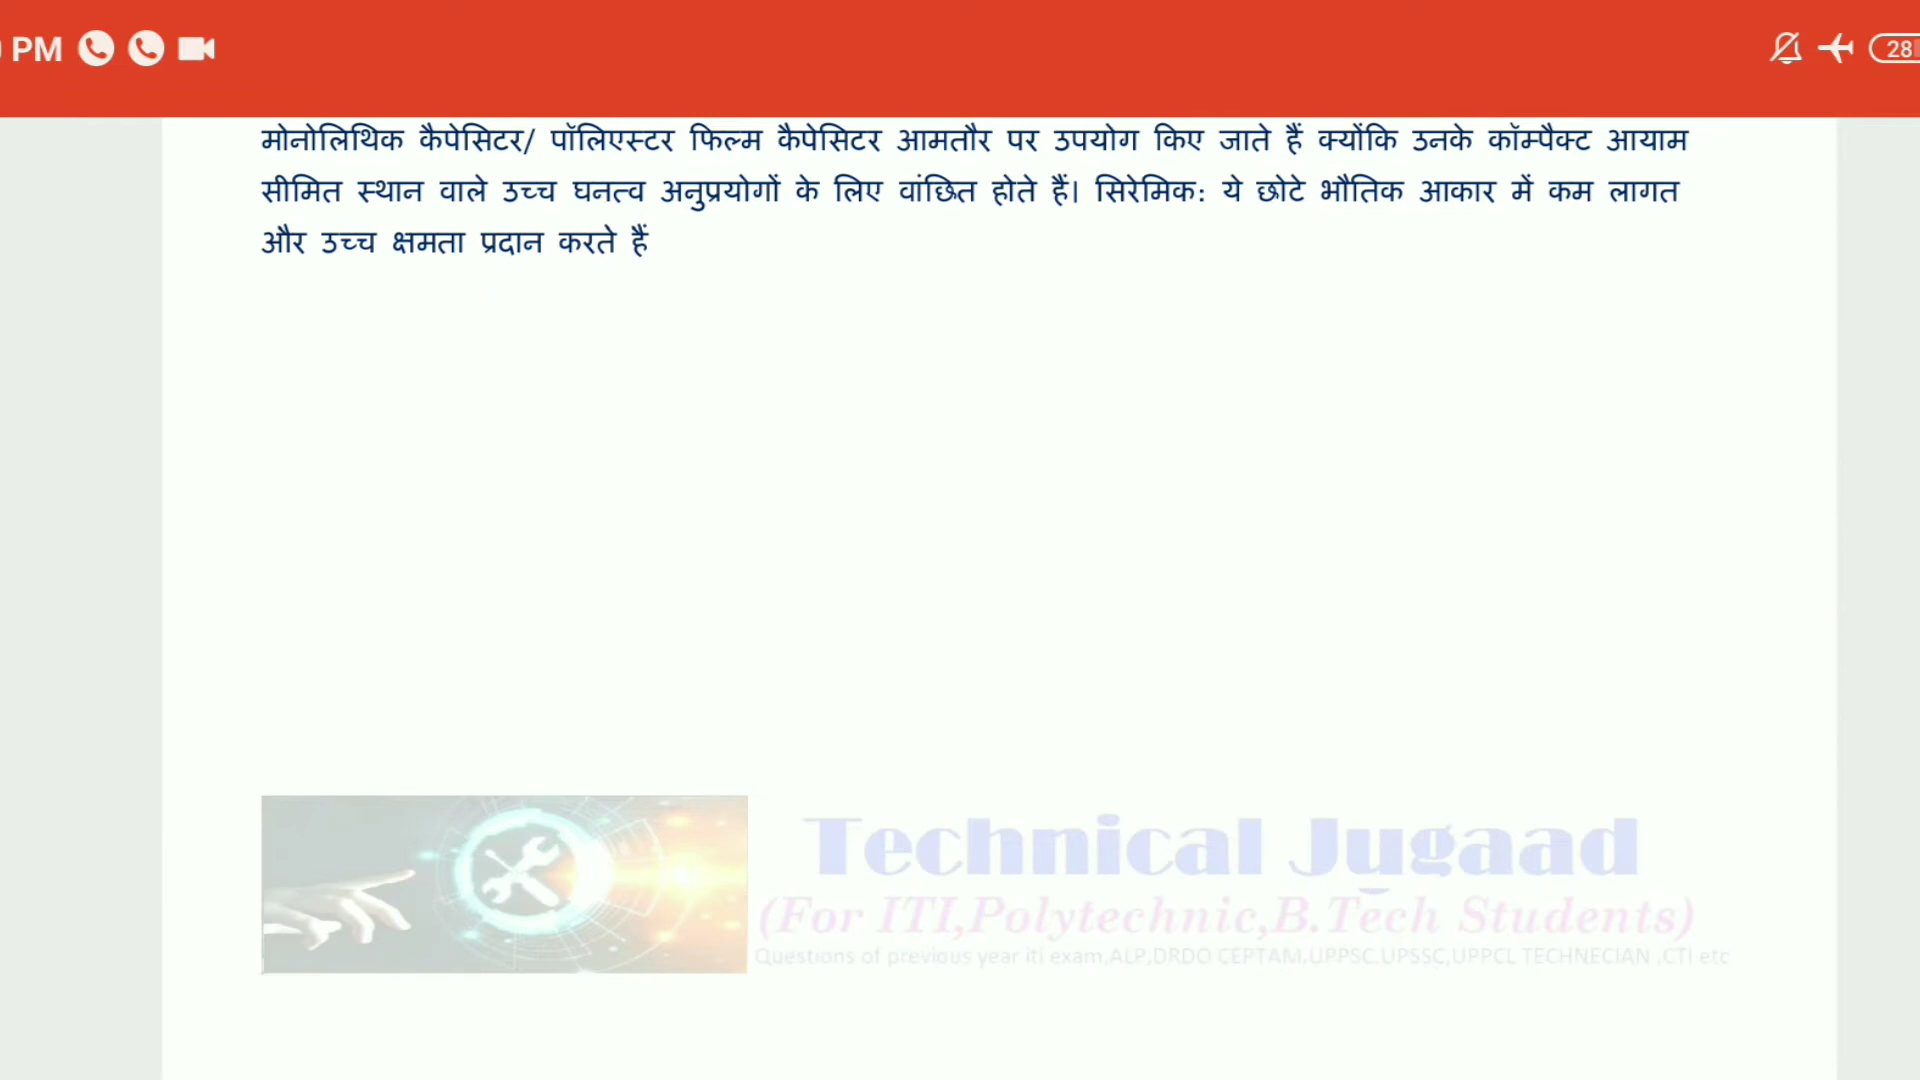 PM
28
मोनोलिथिक कैपेसिटर/ पॉलिएस्टर फिल्म कैपेसिटर आमतौर पर उपयोग किए जाते हैं क्योंकि उनके कॉम्पैक्ट आयाम
सीमित स्थान वाले उच्च घनत्व अनुप्रयोगों के लिए वांछित होते हैं। सिरेमिक: ये छोटे भौतिक आकार में कम लागत
और उच्च क्षमता प्रदान करते हैं
Technical Jugaad
(For ITI,Polytechnic,B.Tech Students)
Questions of previous year iti exam,ALP,DRDO CEPTAM,UPPSC.UPSSC,UPPCL TECHNECIAN ,CTI etc